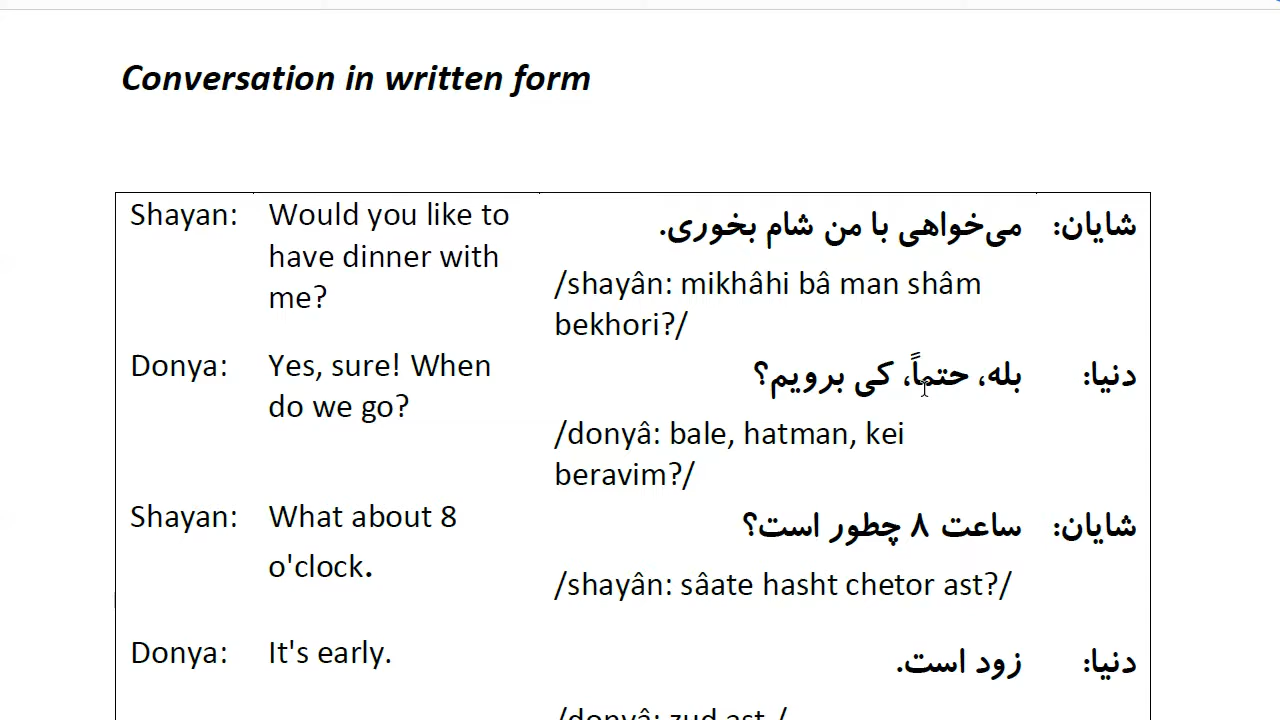 Conversation in written form
Shayan: Would you like to
have dinner with
me?
شایان: می‌خواهی با من شام بخوری.
/shayân: mikhâhi bâ man shâm
bekhori?/
Donya: Yes, sure! When
do we go?
دنیا: بله، حتماً، کی برویم؟
/donyâ: bale, hatman, kei
beravim?/
Shayan: What about 8
o'clock.
شایان: ساعت ۸ چطور است؟
/shayân: sâate hasht chetor ast?/
Donya: It's early.
دنیا: زود است.
/donyâ: zud ast./